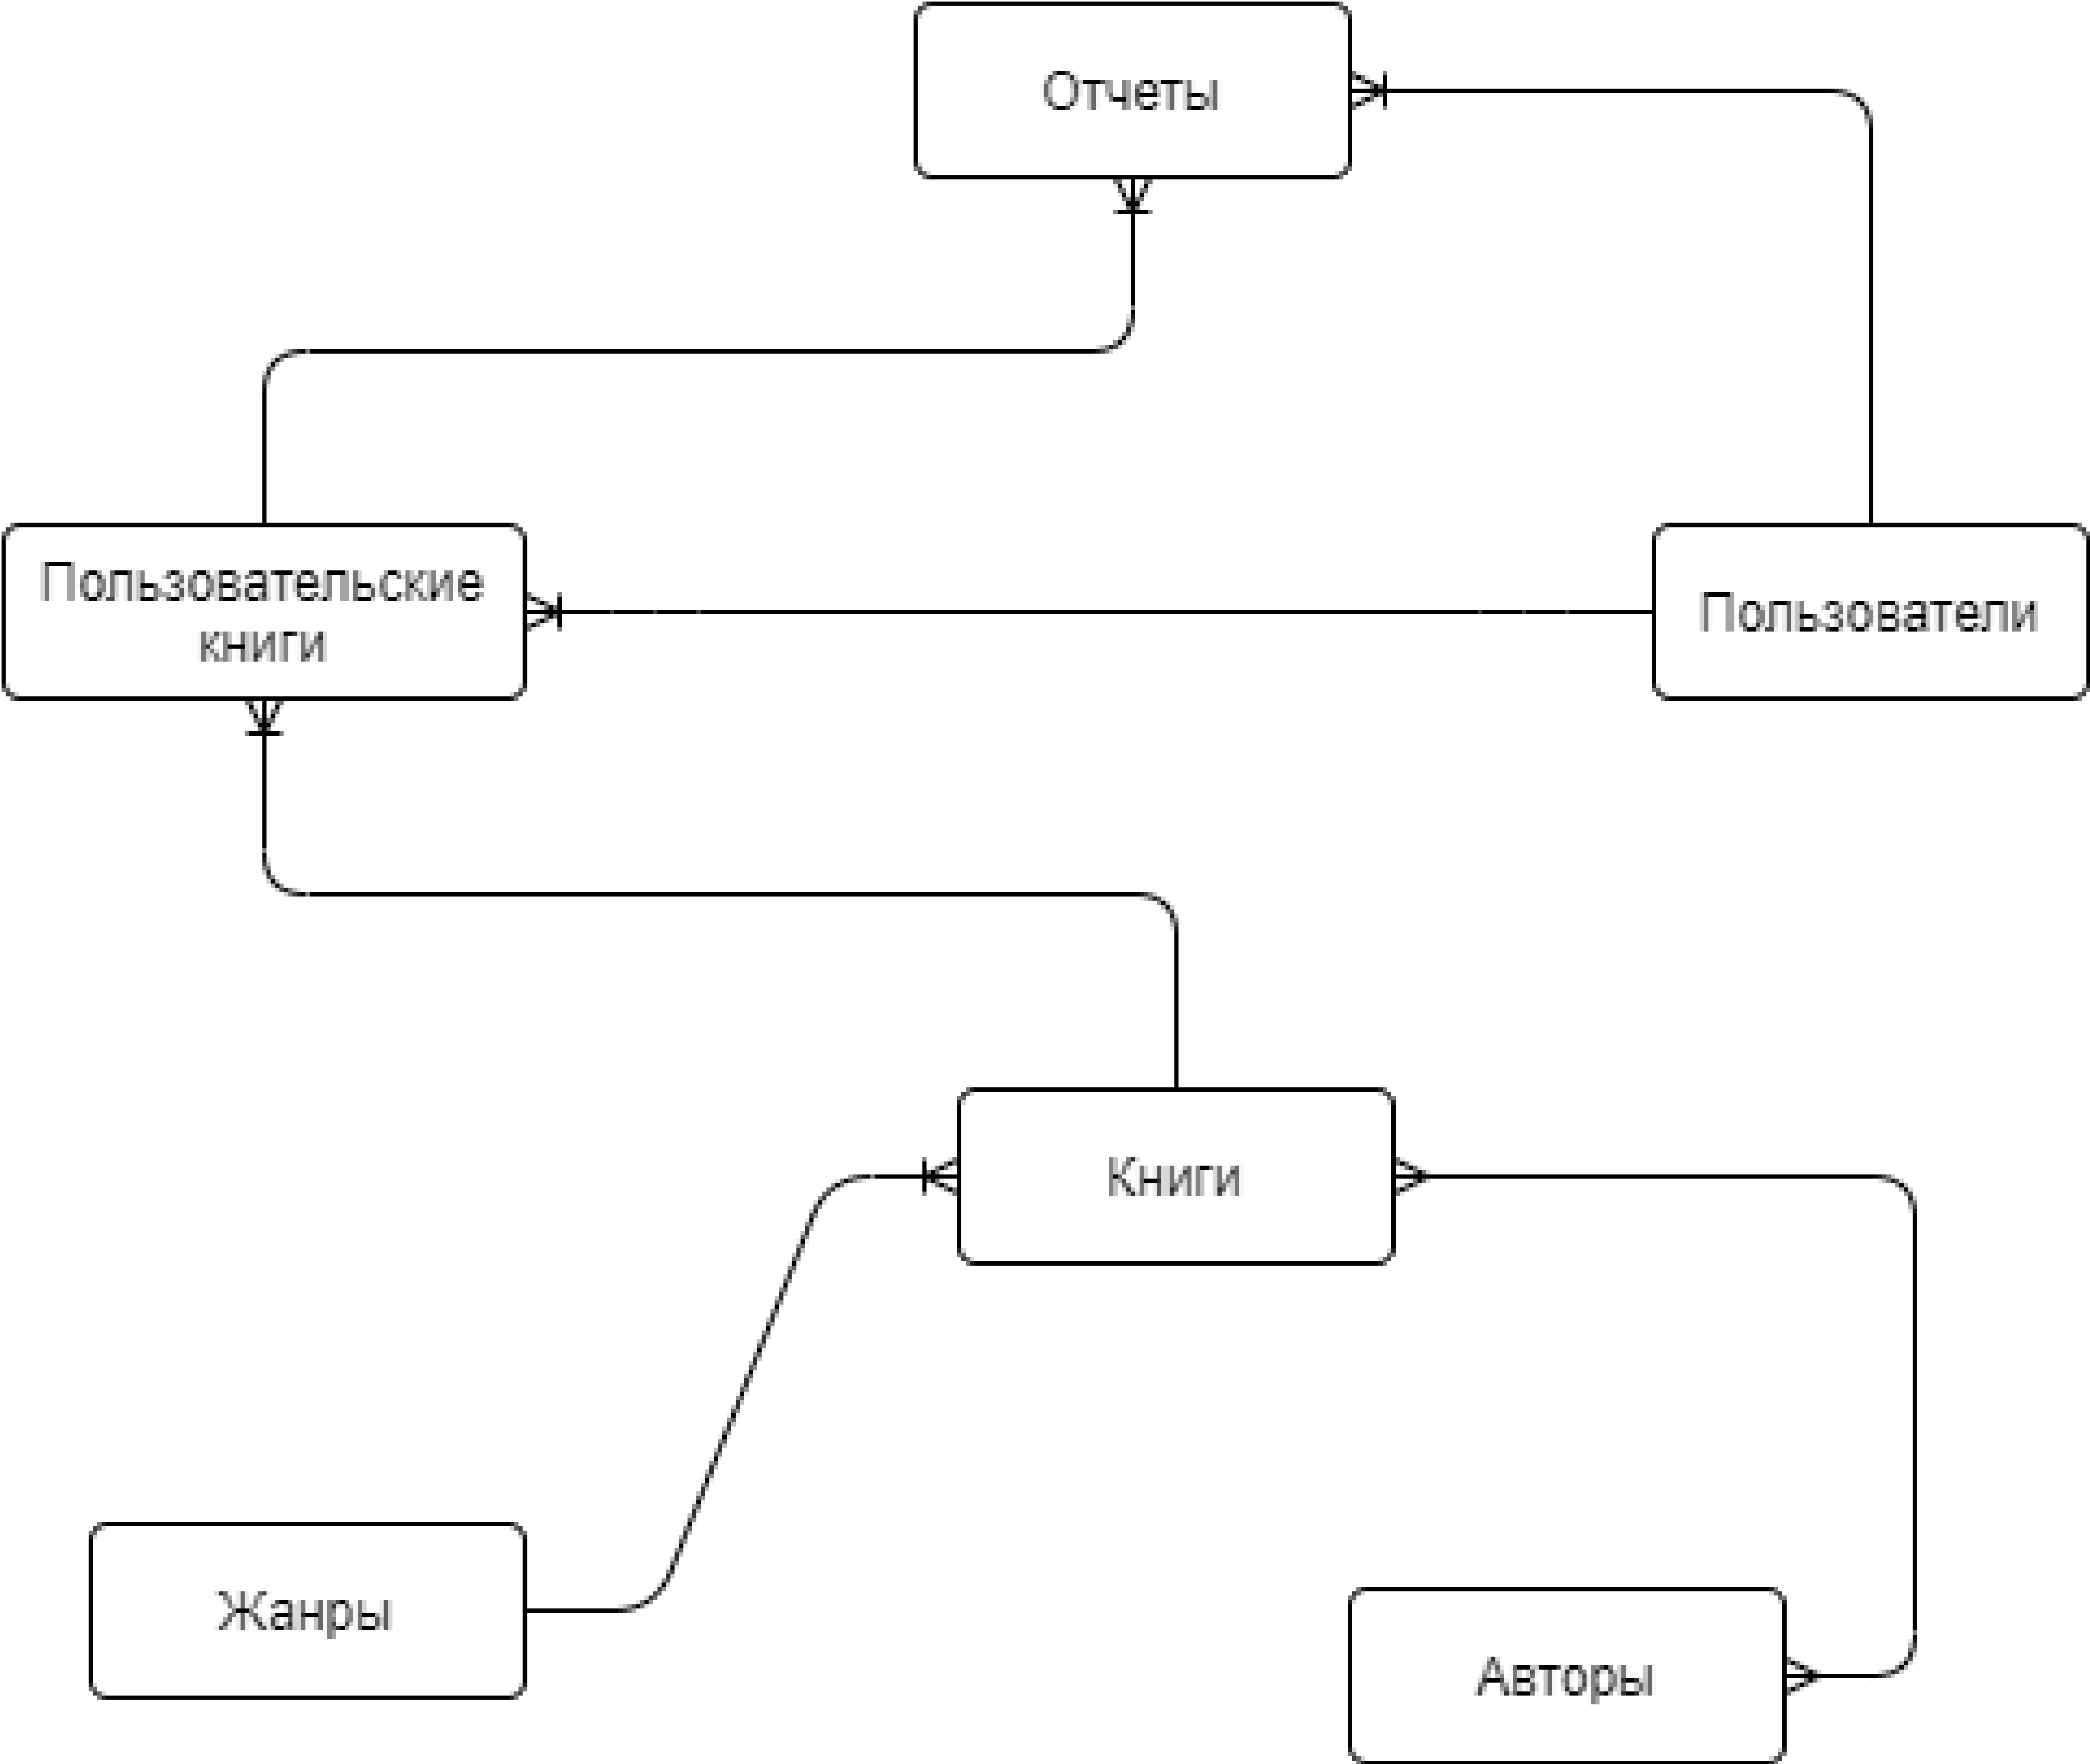 Отчеты
Пользовательские
книги
Пользователи
Книги
Жанры
Авторы